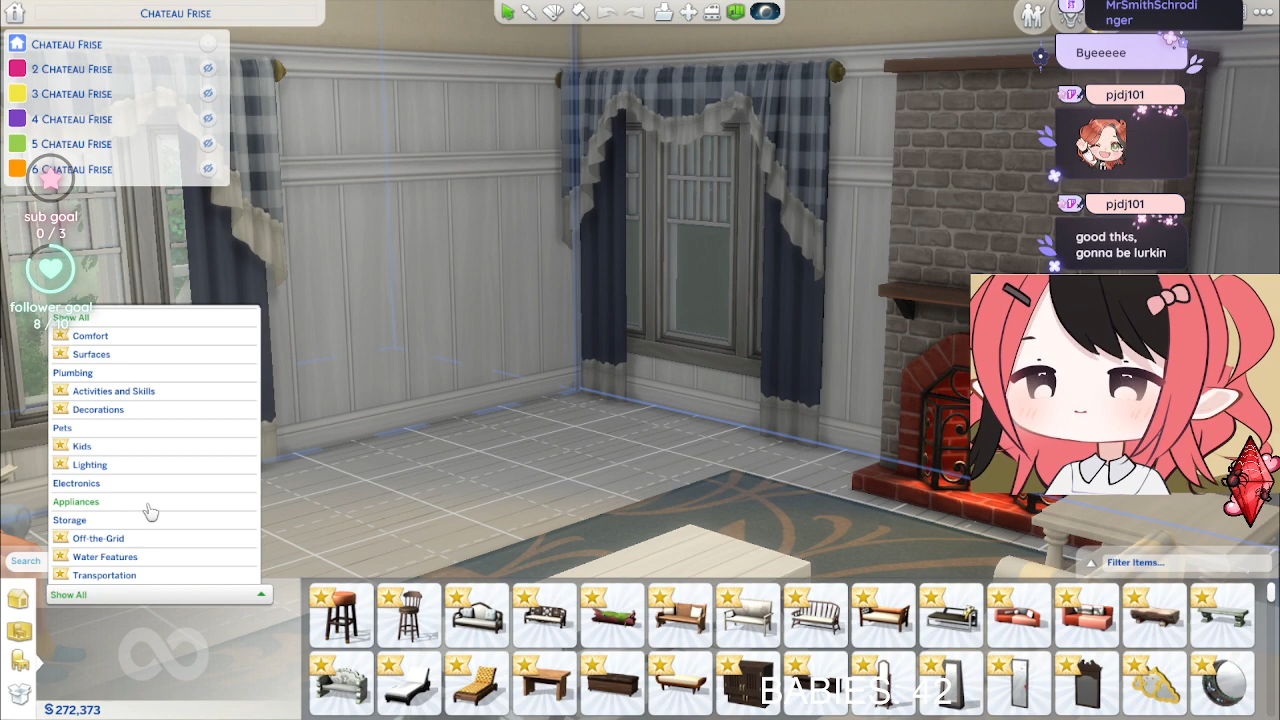 CHATEAU FRISE
CHATEAU FRISE
2 CHATEAU FRISE
3 CHATEAU FRISE
4 CHATEAU FRISE
5 CHATEAU FRISE
6 CHATEAU FRISE
sub goal
0 / 3
follower goal
8 / 10
Show All
Comfort
Surfaces
Plumbing
Activities and Skills
Decorations
Pets
Kids
Lighting
Electronics
Appliances
Storage
Off-the-Grid
Water Features
Transportation
Search
Show All
$272,373
MrSmithSchrodi
nger
Byeeeee
pjdj101
pjdj101
good thks,
gonna be lurkin
Filter Items...
BABIES: 42